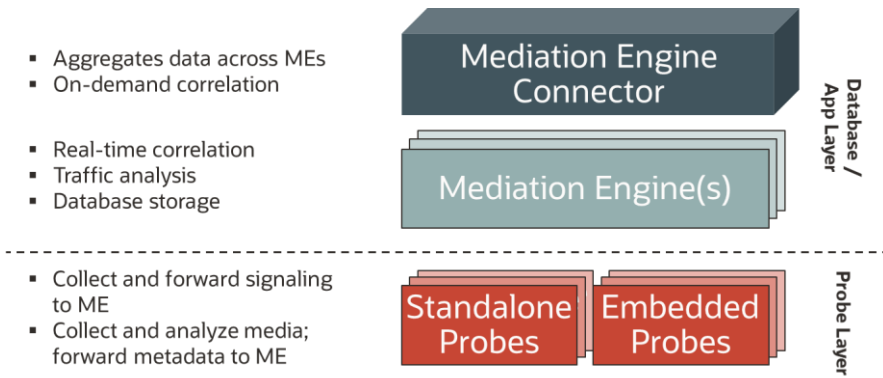 ▪ Aggregates data across MEs
▪ On-demand correlation
Mediation Engine
Connector
▪ Real-time correlation
▪ Traffic analysis
▪ Database storage
Mediation Engine(s)
Database /
App Layer
▪ Collect and forward signaling
to ME
▪ Collect and analyze media;
forward metadata to ME
Standalone
Probes
Embedded
Probes
Probe Layer